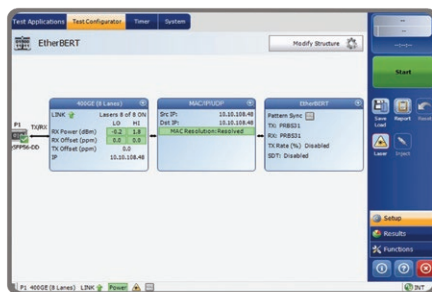 Test Applications Test Configurator Timer System
EtherBERT
Modify Structure
Start
400GE (8 Lanes)
LINK Lasers 8 of 8 ON
LO HI
RX Power (dBm) -0.2 1.8
RX Offset (ppm) 0.0 0.0
TX Offset (ppm) 0.0
IP 10.10.108.48
MAC/IP/UDP
Src IP: 10.10.108.48
Dst IP: 10.10.108.48
MAC Resolution: Resolved
EtherBERT
Pattern Sync
TX: PRBS31
RX: PRBS31
TX Rate (%) Disabled
SDT: Disabled
P1 TX/RX
Save Load
Report
Reset
Laser
Inject
Setup
Results
Functions
P1 400GE (8 Lanes) LINK Power
INT